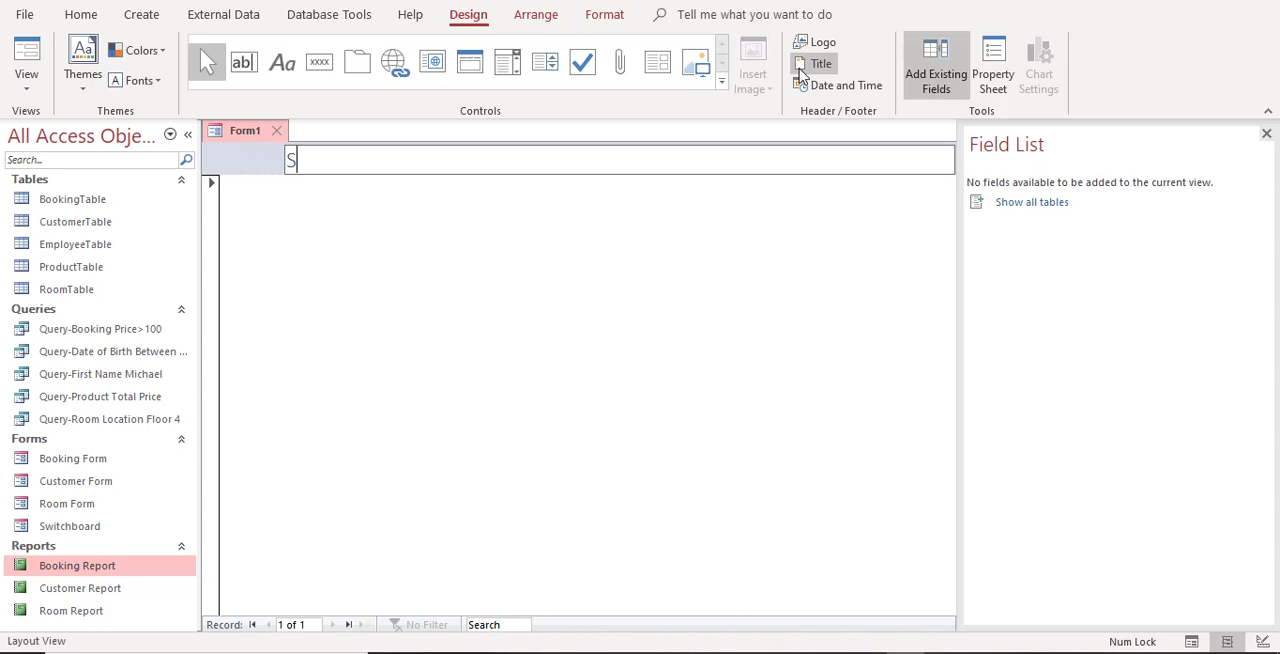 File Home Create External Data Database Tools Help Design Arrange Format Tell me what you want to do
View
Views
Aa
Themes
Colors
A Fonts
Themes
ab| Aa xxxx
Controls
Insert Image
Logo
Title
Date and Time
Header / Footer
Add Existing Fields
Property Sheet
Chart Settings
Tools
All Access Obje... «
Search...
Tables
BookingTable
CustomerTable
EmployeeTable
ProductTable
RoomTable
Queries
Query-Booking Price>100
Query-Date of Birth Between ...
Query-First Name Michael
Query-Product Total Price
Query-Room Location Floor 4
Forms
Booking Form
Customer Form
Room Form
Switchboard
Reports
Booking Report
Customer Report
Room Report
Form1
S
Record: 1 of 1 No Filter Search
Field List
No fields available to be added to the current view.
Show all tables
Layout View Num Lock